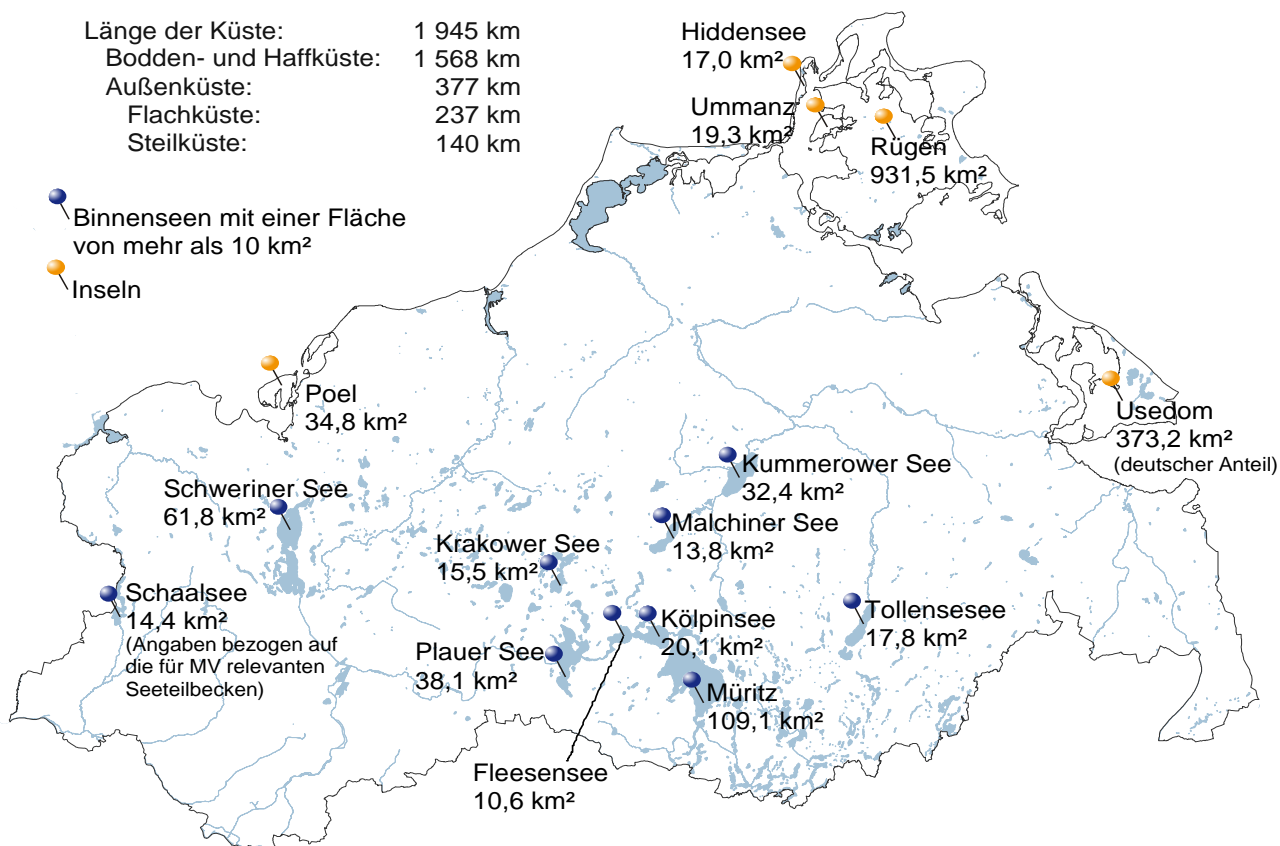 Länge der Küste: 1 945 km
Bodden- und Haffküste: 1 568 km
Außenküste: 377 km
Flachküste: 237 km
Steilküste: 140 km
Binnenseen mit einer Fläche
von mehr als 10 km²
Inseln
Hiddensee
17,0 km²
Ummanz
19,3 km²
Rügen
931,5 km²
Poel
34,8 km²
Usedom
373,2 km²
(deutscher Anteil)
Kummerower See
32,4 km²
Schweriner See
61,8 km²
Malchiner See
13,8 km²
Krakower See
15,5 km²
Schaalsee
14,4 km²
(Angaben bezogen auf
die für MV relevanten
Seeteilbecken)
Kölpinsee
20,1 km²
Tollensesee
17,8 km²
Plauer See
38,1 km²
Müritz
109,1 km²
Fleesensee
10,6 km²